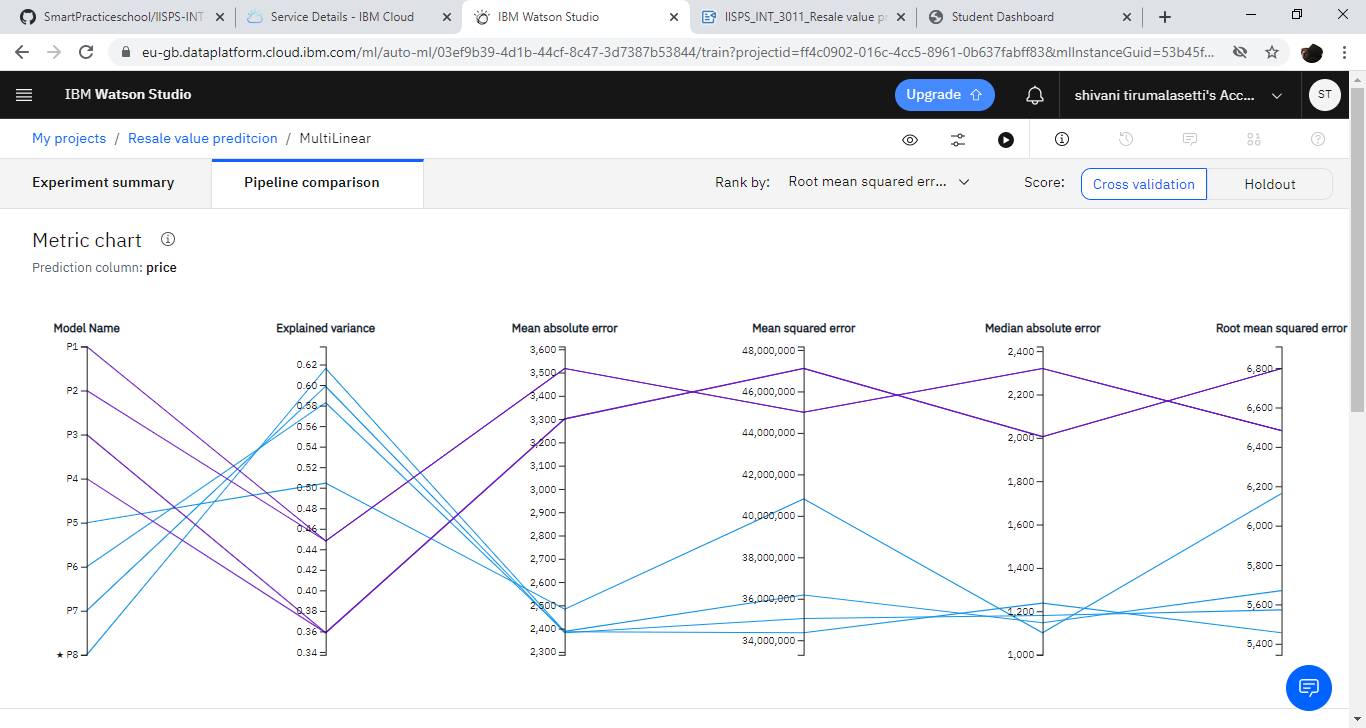 SmartPracticeschool/IISPS-INT
Service Details - IBM Cloud
IBM Watson Studio
IISPS_INT_3011_Resale value p
Student Dashboard
eu-gb.dataplatform.cloud.ibm.com/ml/auto-ml/03ef9b39-4d1b-44cf-8c47-3d7387b53844/train?projectid=ff4c0902-016c-4cc5-8961-0b637fabff83&mlInstanceGuid=53b45f...
IBM Watson Studio
Upgrade
shivani tirumalasetti's Acc...
ST
My projects / Resale value preditcion / MultiLinear
Experiment summary
Pipeline comparison
Rank by:
Root mean squared err...
Score:
Cross validation
Holdout
Metric chart
Prediction column: price
Model Name
P1
P2
P3
P4
P5
P6
P7
★ P8
Explained variance
0.62
0.60
0.58
0.56
0.54
0.52
0.50
0.48
0.46
0.44
0.42
0.40
0.38
0.36
0.34
Mean absolute error
3,600
3,500
3,400
3,300
3,200
3,100
3,000
2,900
2,800
2,700
2,600
2,500
2,400
2,300
Mean squared error
48,000,000
46,000,000
44,000,000
42,000,000
40,000,000
38,000,000
36,000,000
34,000,000
Median absolute error
2,400
2,200
2,000
1,800
1,600
1,400
1,200
1,000
Root mean squared error
6,800
6,600
6,400
6,200
6,000
5,800
5,600
5,400